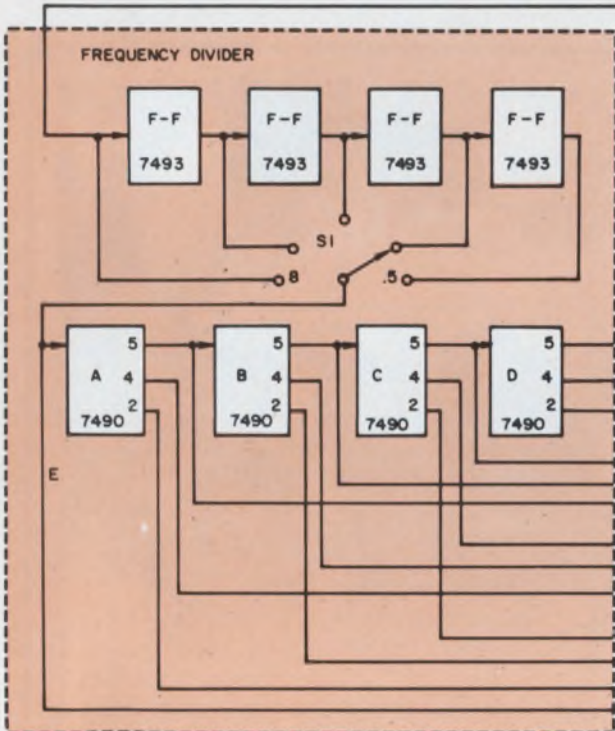 FREQUENCY DIVIDER
F-F F-F F-F F-F
7493 7493 7493 7493
S1
8 .5
5 5 5 5
A 4 B 4 C 4 D 4
2 2 2 2
7490 7490 7490 7490
E